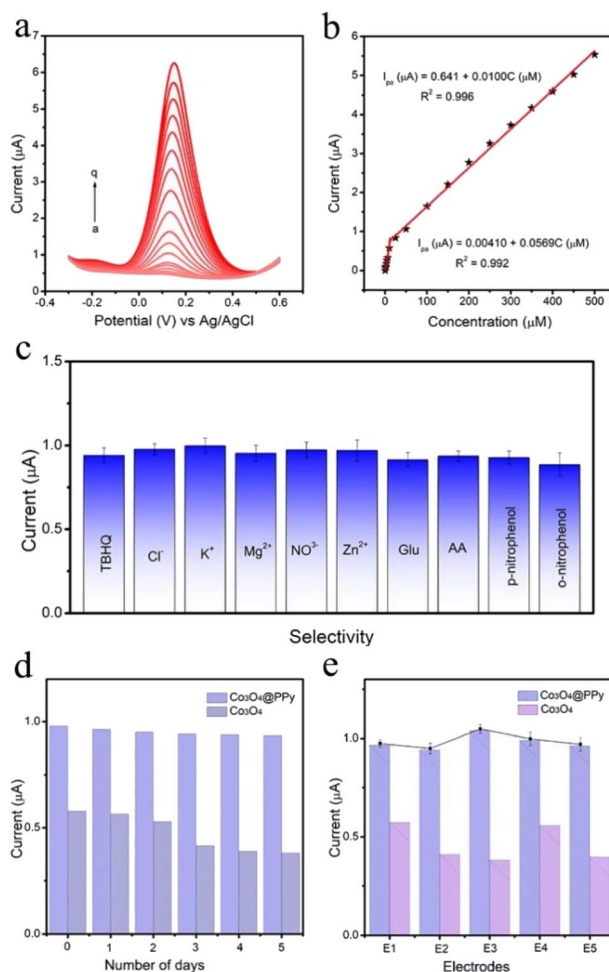 a
7
6
5
4
3
2
1
0
Current (μA)
q
a
-0.4
-0.2
0.0
0.2
0.4
0.6
Potential (V) vs Ag/AgCl
b
6
5
4
3
2
1
0
Current (μA)
Ipa (μA) = 0.641 + 0.0100C (μM)
R² = 0.996
Ipa (μA) = 0.00410 + 0.0569C (μM)
R² = 0.992
0
100
200
300
400
500
Concentration (μM)
c
1.5
1.0
0.5
0.0
Current (μA)
TBHQ
Cl⁻
K⁺
Mg²⁺
NO³⁻
Zn²⁺
Glu
AA
p-nitrophenol
o-nitrophenol
Selectivity
d
1.0
0.5
0.0
Current (μA)
Co3O4@PPy
Co3O4
0
1
2
3
4
5
Number of days
e
1.0
0.5
0.0
Current (μA)
Co3O4@PPy
Co3O4
E1
E2
E3
E4
E5
Electrodes